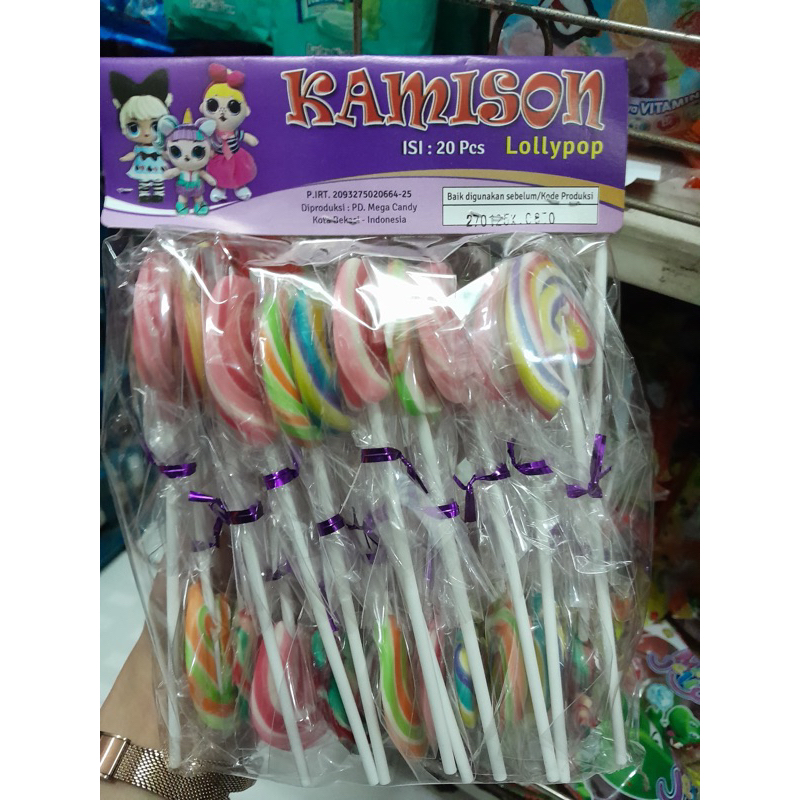 KAMISON
ISI : 20 Pcs Lollypop
P.IRT. 2093275020664-25
Diproduksi : PD. Mega Candy
Kota Bekasi - Indonesia
Baik digunakan sebelum/Kode Produksi
VITAMIN